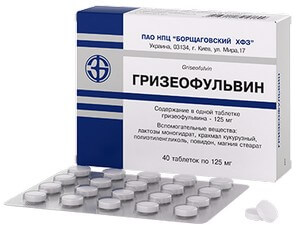 ПАО НПЦ "БОРЩАГОВСКИЙ ХФЗ"
Украина, 03134, г. Киев, ул. Мира,17
Griseofulvin
ГРИЗЕОФУЛЬВИН
Содержание в одной таблетке
гризеофульвина - 125 мг
Вспомогательные вещества:
лактозы моногидрат, крахмал кукурузный,
полиэтиленгликоль, повидон, магния стеарат
40 таблеток по 125 мг